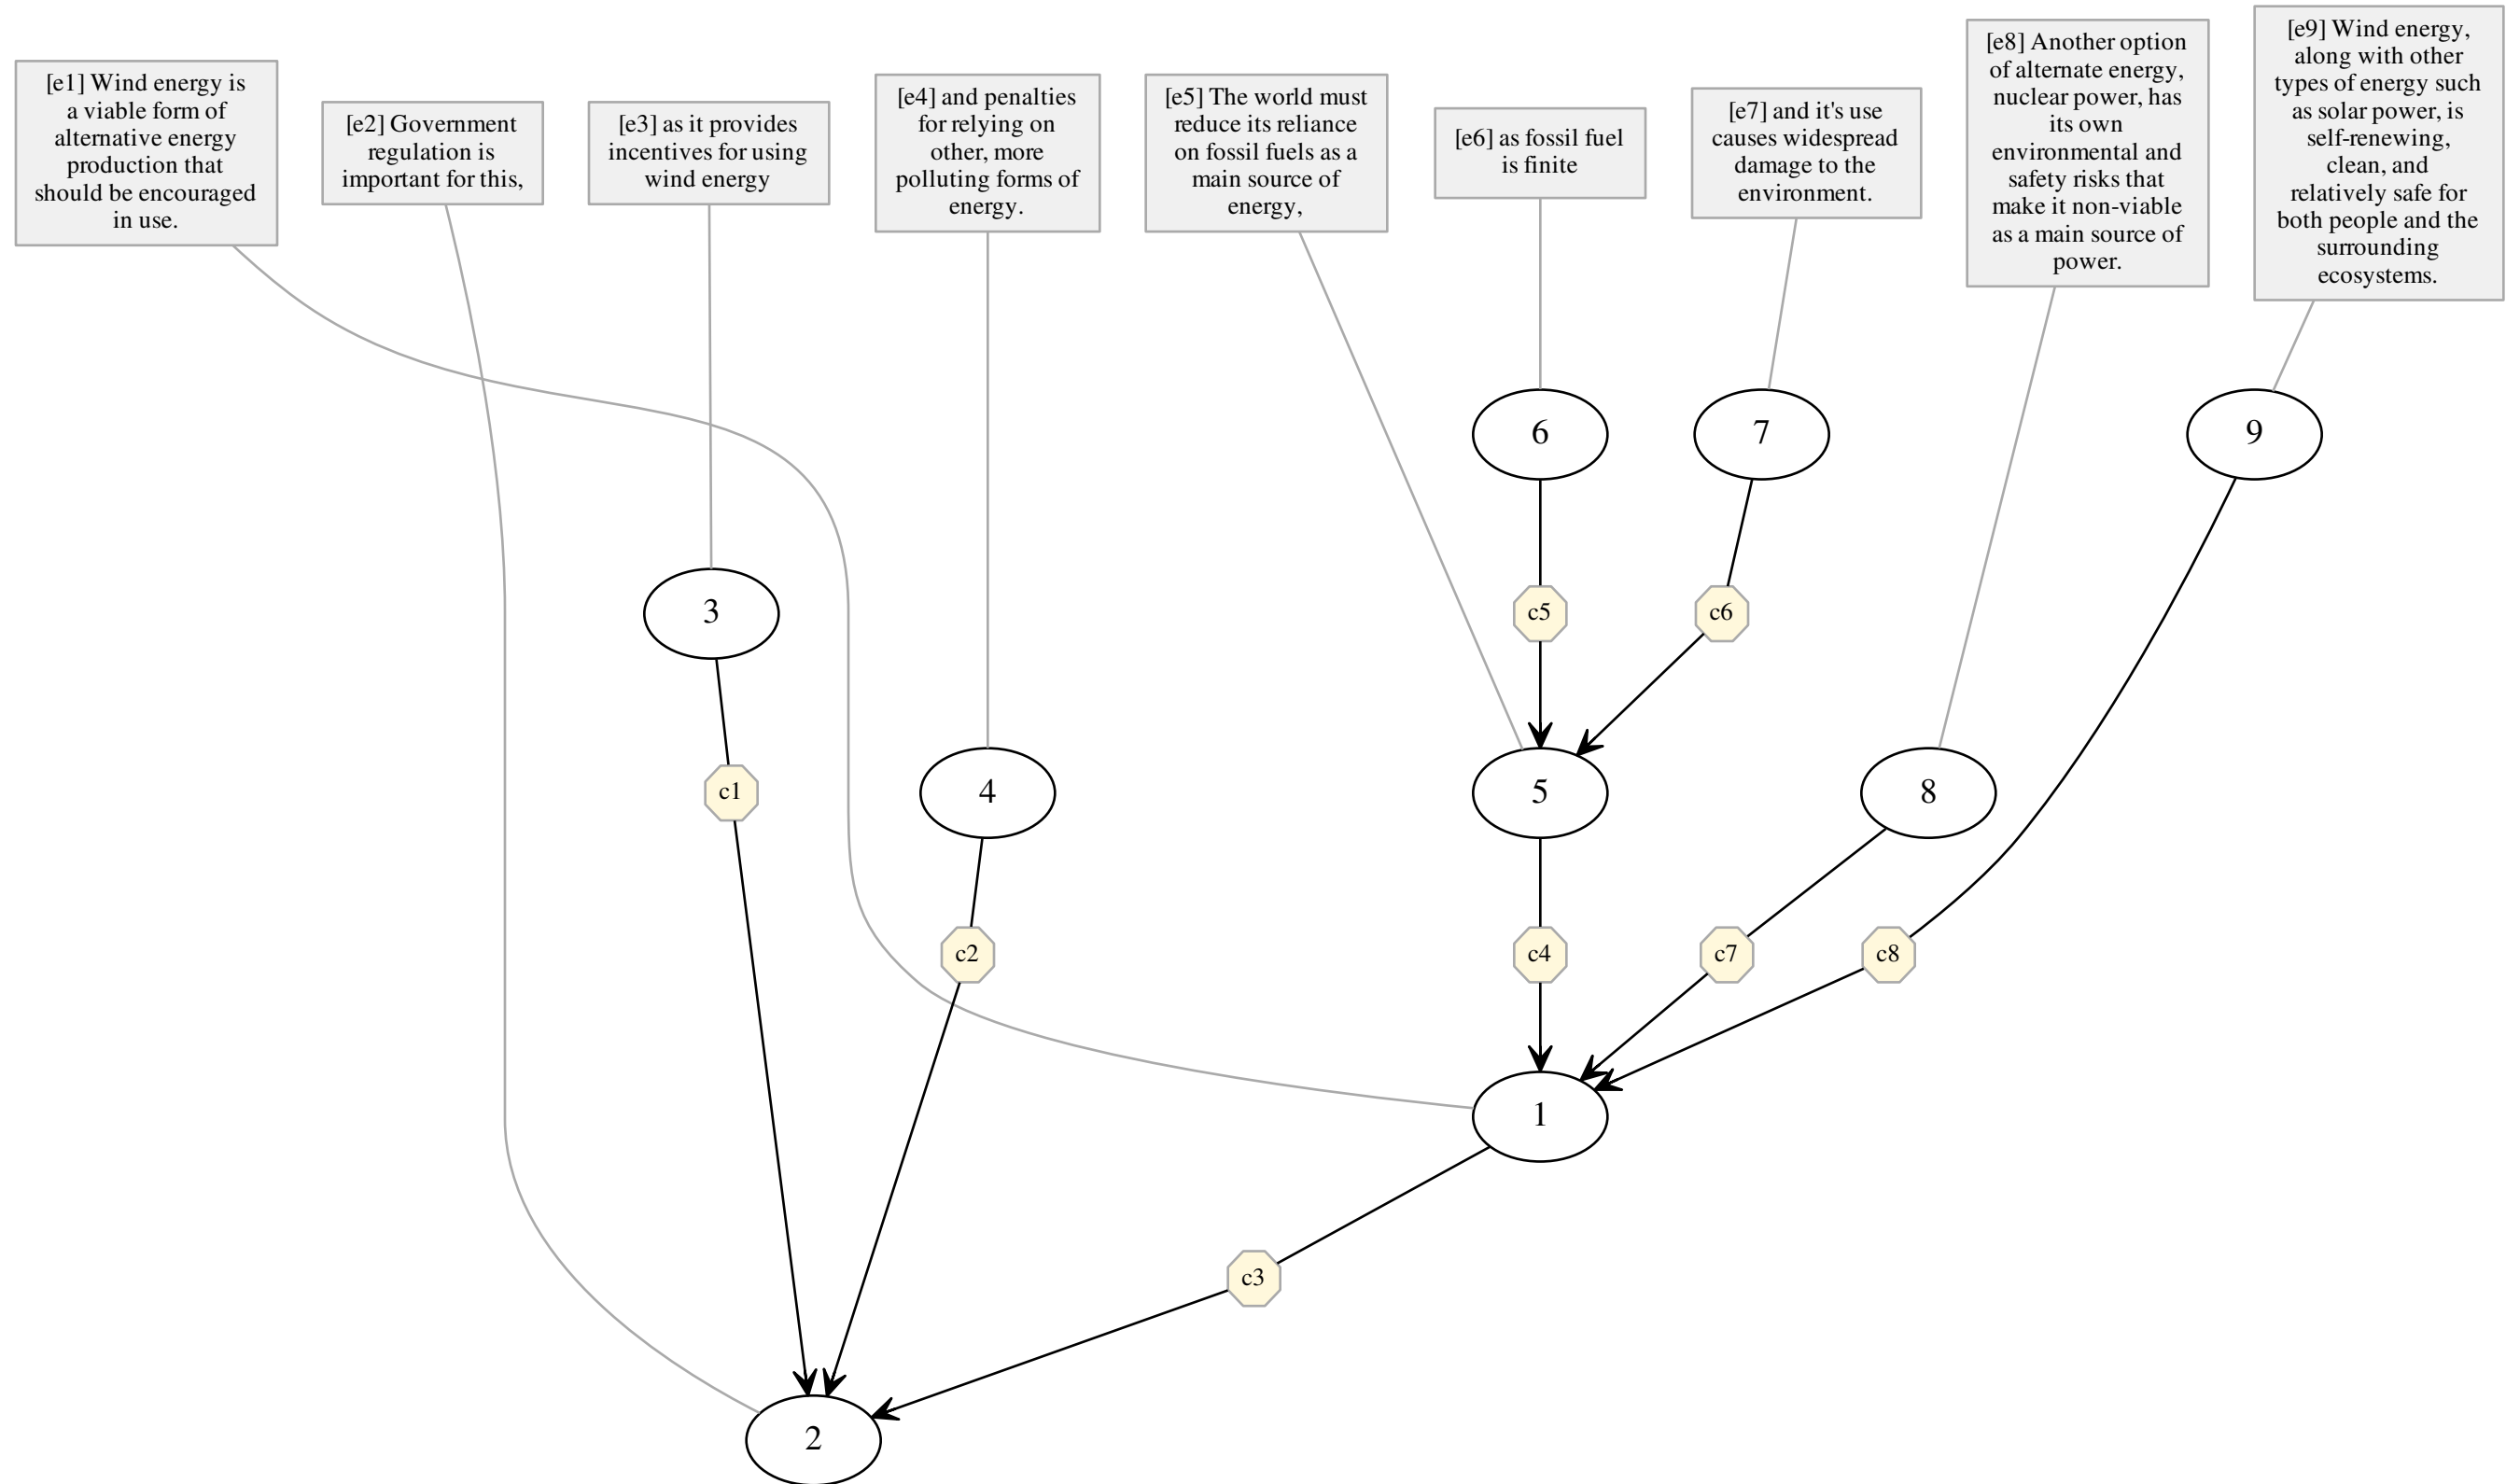 [e1] Wind energy is
a viable form of
alternative energy
production that
should be encouraged
in use.
[e2] Government
regulation is
important for this,
[e3] as it provides
incentives for using
wind energy
[e4] and penalties
for relying on
other, more
polluting forms of
energy.
[e5] The world must
reduce its reliance
on fossil fuels as a
main source of
energy,
[e6] as fossil fuel
is finite
[e7] and it's use
causes widespread
damage to the
environment.
[e8] Another option
of alternate energy,
nuclear power, has
its own
environmental and
safety risks that
make it non-viable
as a main source of
power.
[e9] Wind energy,
along with other
types of energy such
as solar power, is
self-renewing,
clean, and
relatively safe for
both people and the
surrounding
ecosystems.
6
7
9
3
c5
c6
c1
4
5
8
c2
c4
c7
c8
1
c3
2